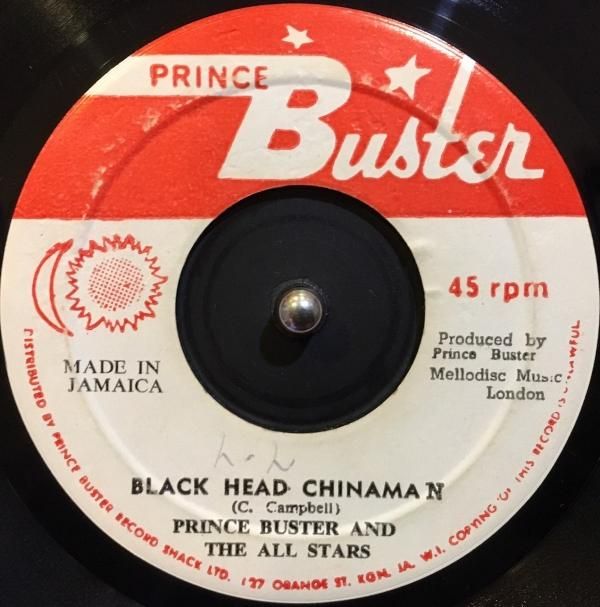 PRINCE
Buster
45 rpm
Produced by
Prince Buster
Mellodisc Music
London
MADE IN
JAMAICA
BLACK HEAD CHINAMAN
(C. Campbell)
PRINCE BUSTER AND
THE ALL STARS
DISTRIBUTED BY PRINCE BUSTER RECORD SHACK LTD. 127 ORANGE ST. KGN. JA. W.I. COPYING OF THIS RECORD IS UNLAWFUL